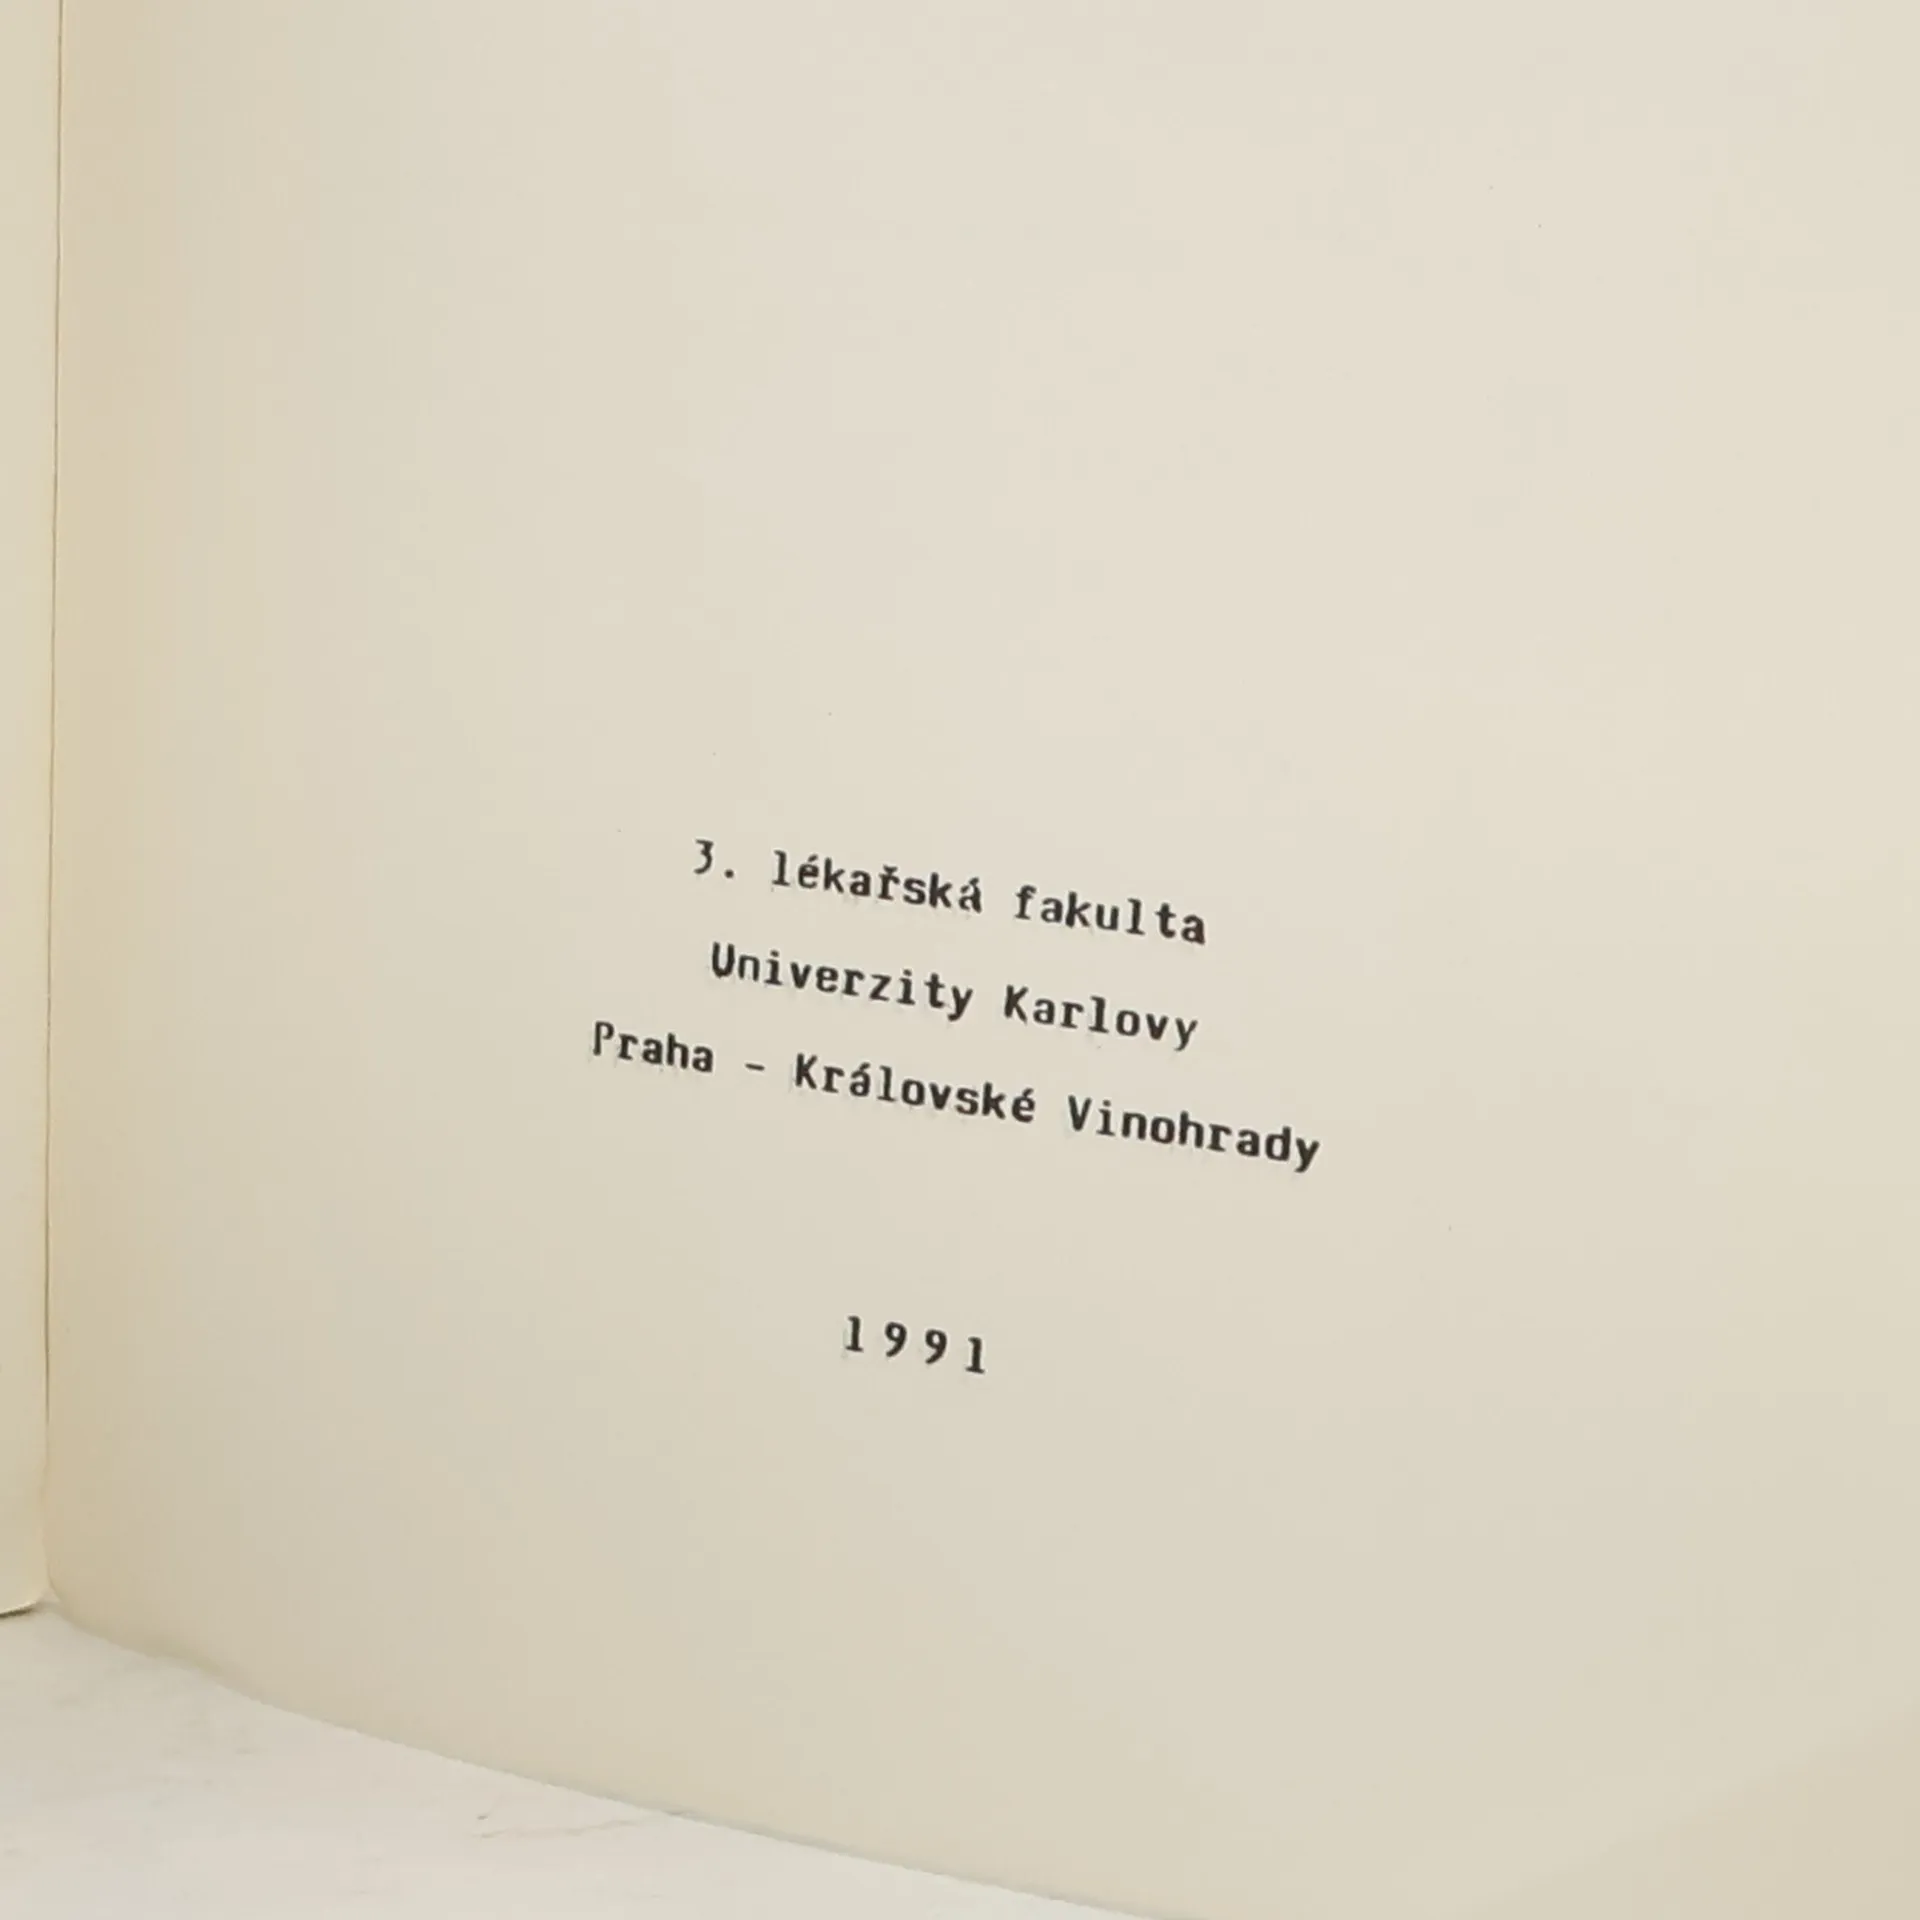 3. lékařská fakulta
Univerzity Karlovy
Praha - Královské Vinohrady
1991